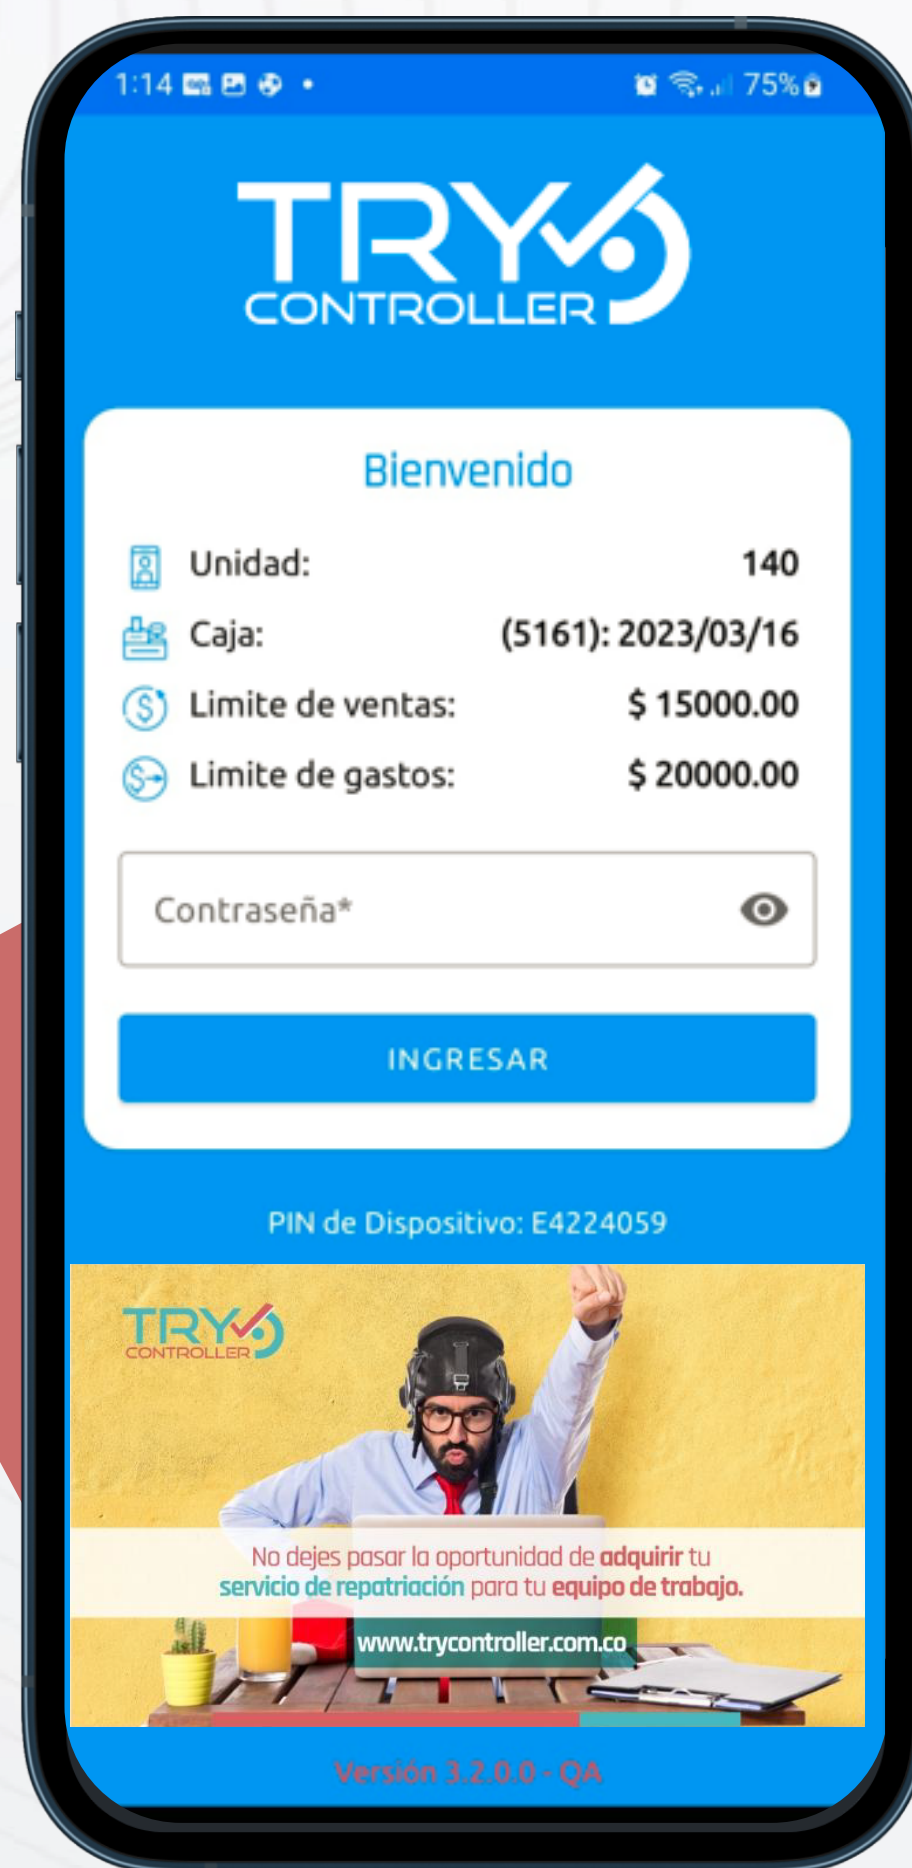 1:14
75%
TRY
CONTROLLER
Bienvenido
Unidad: 140
Caja: (5161): 2023/03/16
Limite de ventas: $ 15000.00
Limite de gastos: $ 20000.00
Contraseña*
INGRESAR
PIN de Dispositivo: E4224059
TRY
CONTROLLER
No dejes pasar la oportunidad de adquirir tu
servicio de repatriación para tu equipo de trabajo.
www.trycontroller.com.co
Versión 3.2.0.0 - QA